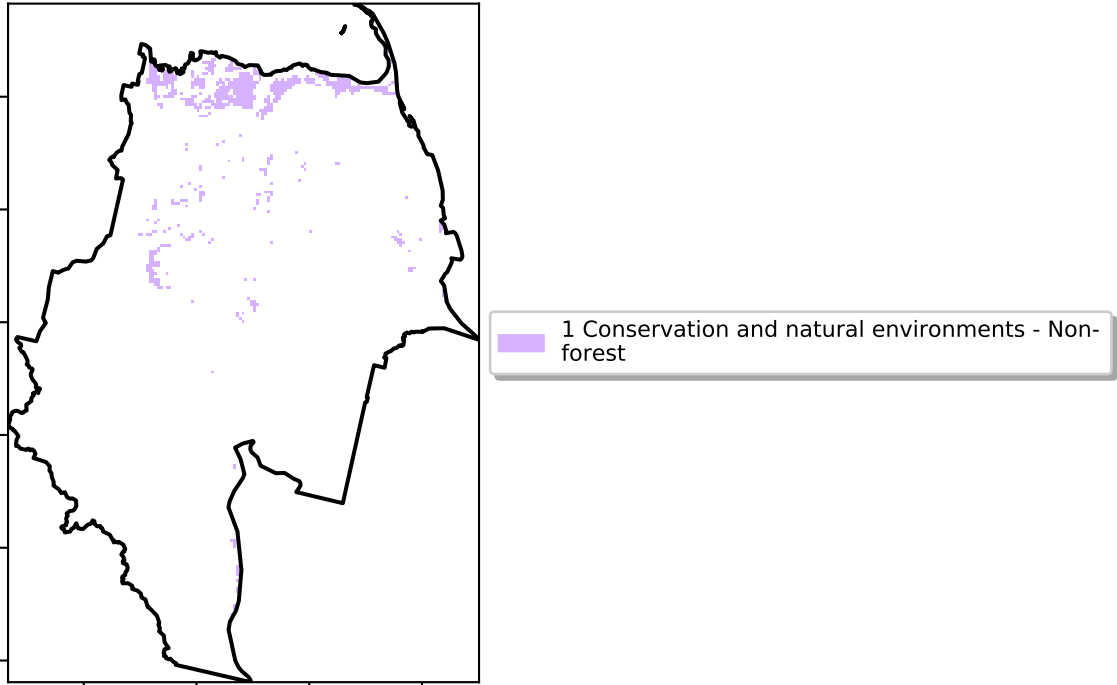 1 Conservation and natural environments - Non-
forest